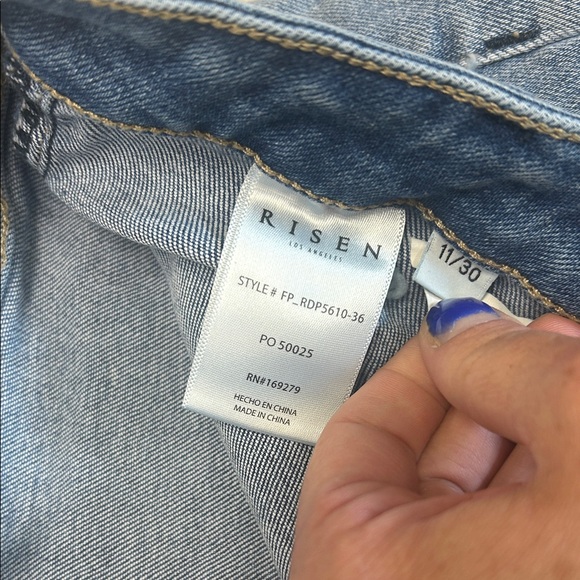 RISEN
LOS ANGELES
STYLE # FP_RDP5610-36
PO 50025
RN#169279
HECHO EN CHINA
MADE IN CHINA
11/30